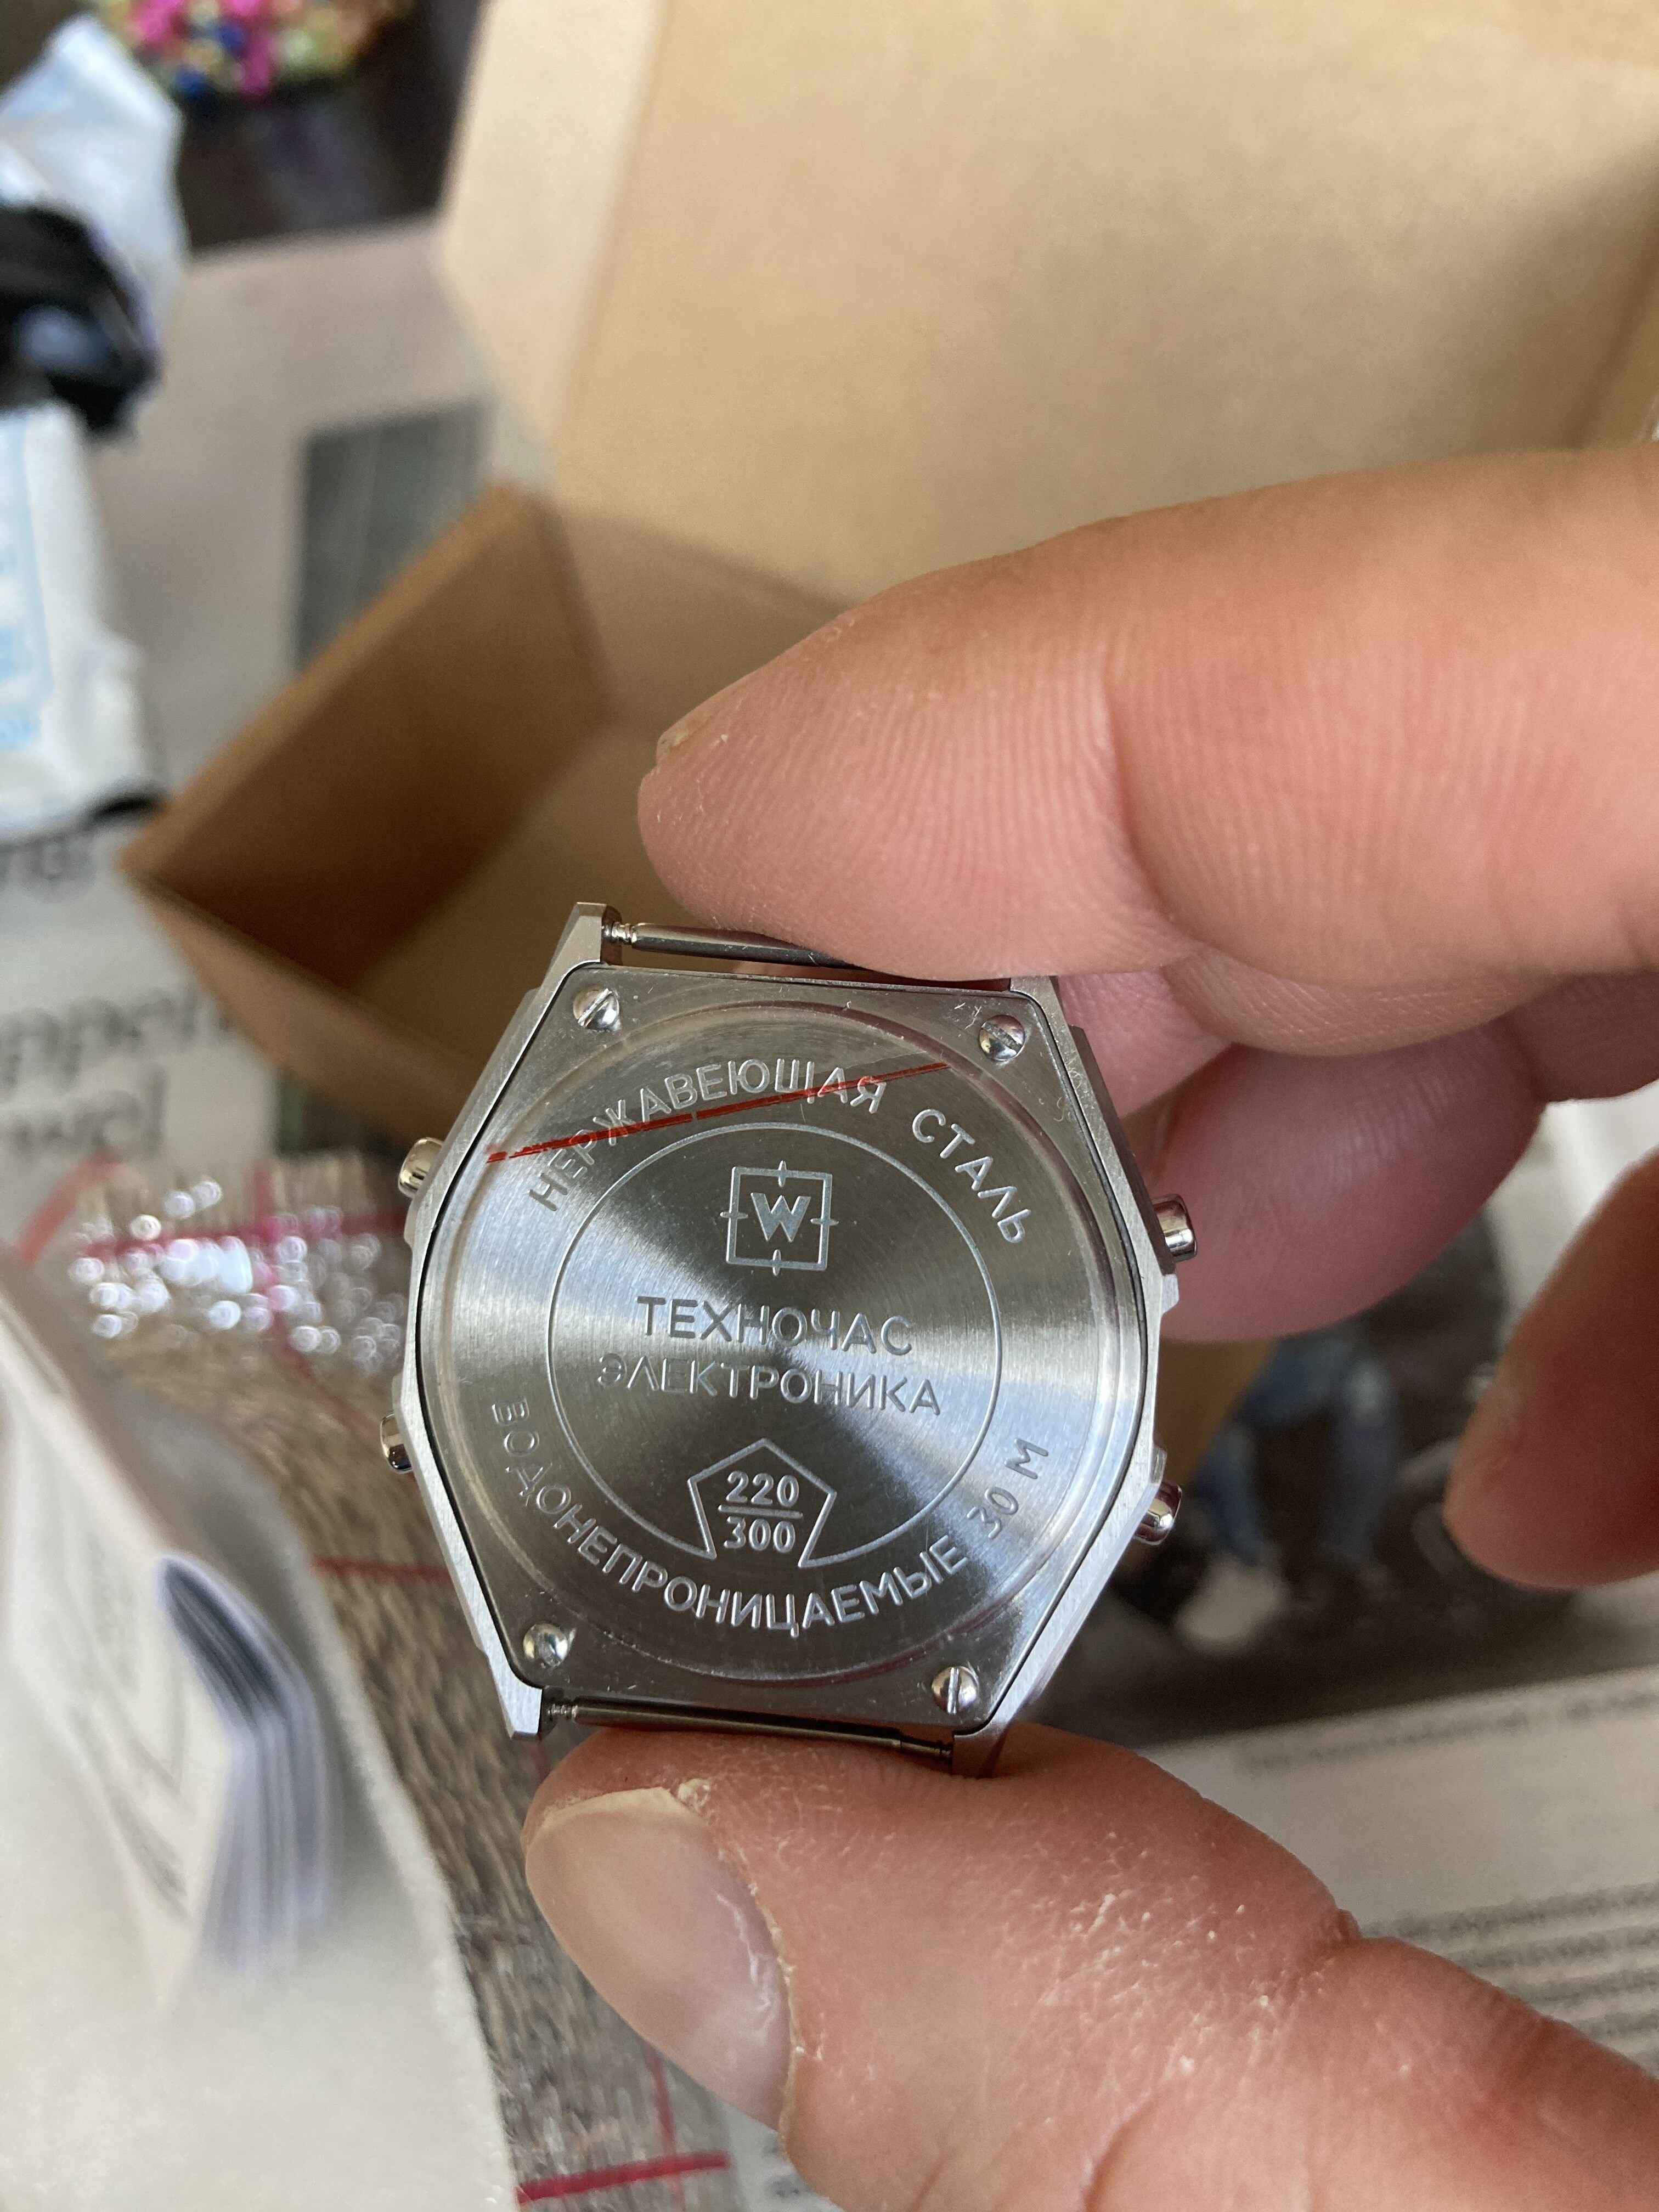 НЕРЖАВЕЮЩАЯ СТАЛЬ
W
ТЕХНОЧАС
ЭЛЕКТРОНИКА
220
300
ВОДОНЕПРОНИЦАЕМЫЕ 30 М